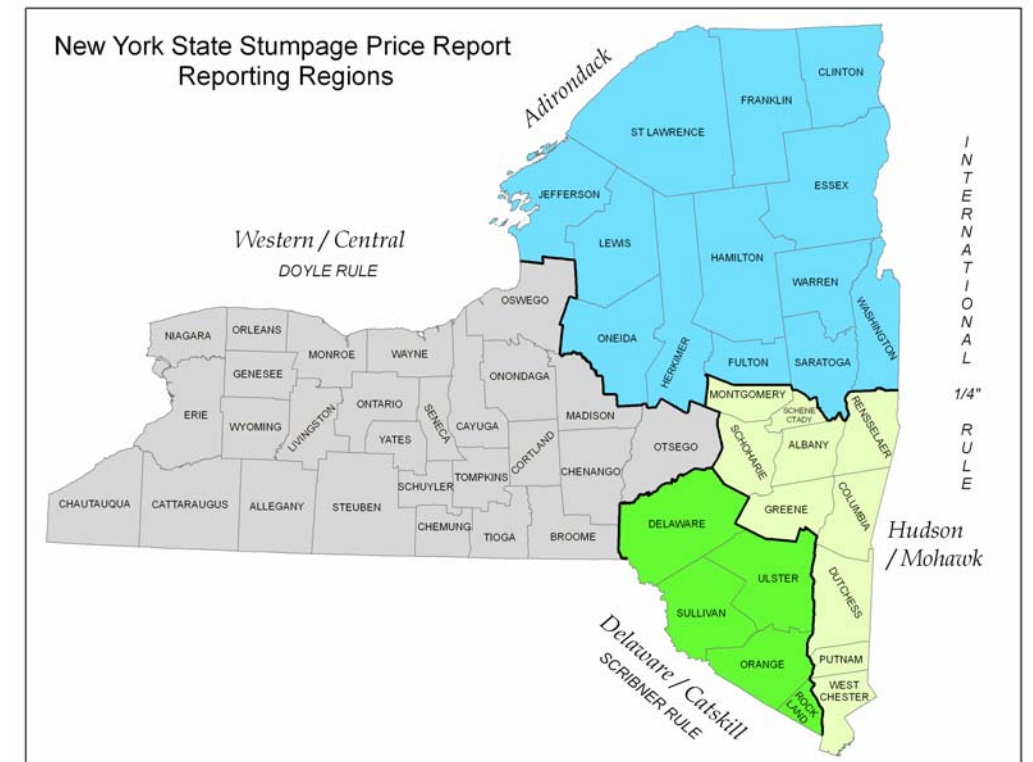 New York State Stumpage Price Report
Reporting Regions
Adirondack
CLINTON
FRANKLIN
ST LAWRENCE
ESSEX
JEFFERSON
LEWIS
HAMILTON
WARREN
WASHINGTON
ONEIDA
HERKIMER
FULTON
SARATOGA
INTERNATIONAL
1/4"
RULE
Western / Central
DOYLE RULE
OSWEGO
NIAGARA
ORLEANS
MONROE
WAYNE
GENESEE
ONONDAGA
ERIE
WYOMING
LIVINGSTON
ONTARIO
YATES
SENECA
CAYUGA
CORTLAND
MADISON
OTSEGO
CHENANGO
TOMPKINS
SCHUYLER
CHAUTAUQUA
CATTARAUGUS
ALLEGANY
STEUBEN
CHEMUNG
TIOGA
BROOME
MONTGOMERY
SCHENE
CTADY
RENSSELAER
SCHOHARIE
ALBANY
GREENE
COLUMBIA
Hudson
/ Mohawk
DUTCHESS
PUTNAM
WEST
CHESTER
DELAWARE
ULSTER
SULLIVAN
ORANGE
ROCK
LAND
Delaware / Catskill
SCRIBNER RULE